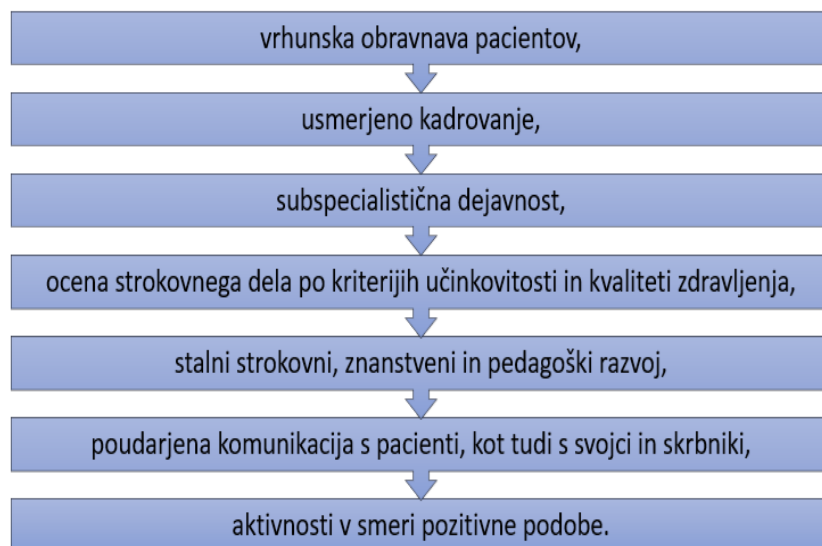 vrhunska obravnava pacientov,
usmerjeno kadrovanje,
subspecialistična dejavnost,
ocena strokovnega dela po kriterijih učinkovitosti in kvaliteti zdravljenja,
stalni strokovni, znanstveni in pedagoški razvoj,
poudarjena komunikacija s pacienti, kot tudi s svojci in skrbniki,
aktivnosti v smeri pozitivne podobe.